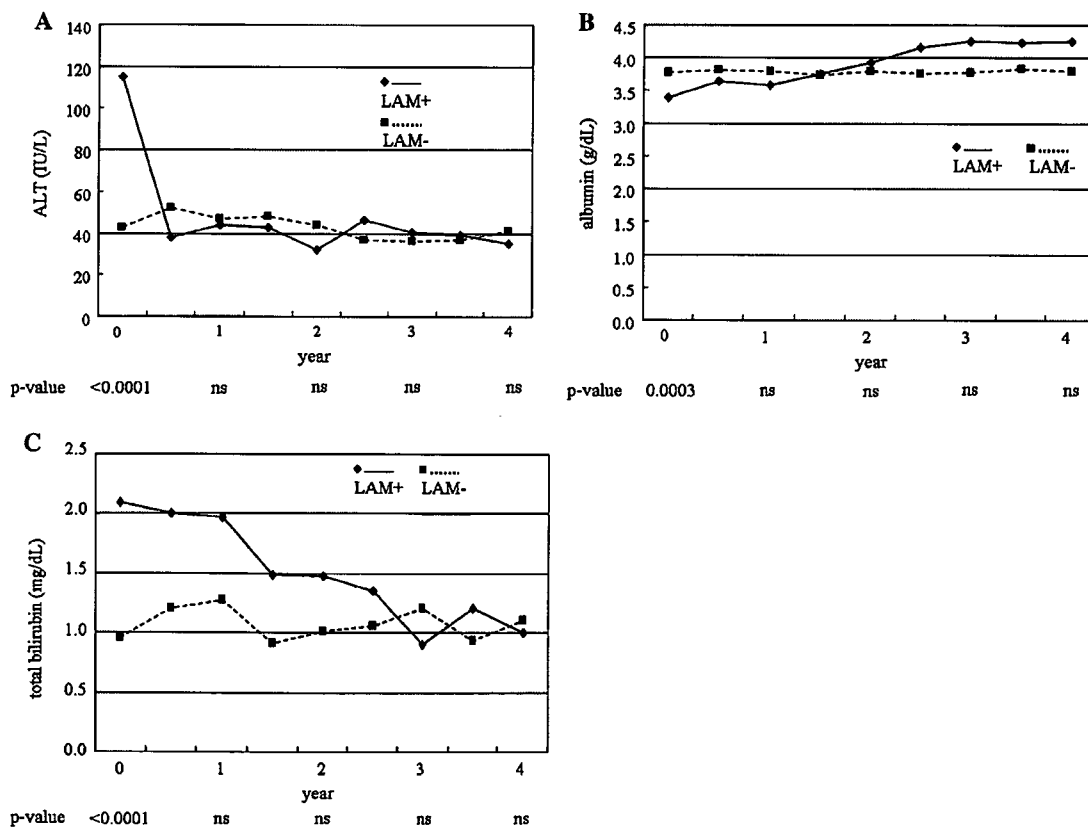 A
140
120
100
80
60
40
20
0
ALT (IU/L)
LAM+
LAM-
0 1 2 3 4
year
p-value <0.0001 ns ns ns ns
B
4.5
4.0
3.5
3.0
2.5
2.0
1.5
1.0
0.5
0.0
albumin (g/dL)
LAM+ LAM-
0 1 2 3 4
year
p-value 0.0003 ns ns ns ns
C
2.5
2.0
1.5
1.0
0.5
0.0
total bilirubin (mg/dL)
LAM+ LAM-
0 1 2 3 4
year
p-value <0.0001 ns ns ns ns